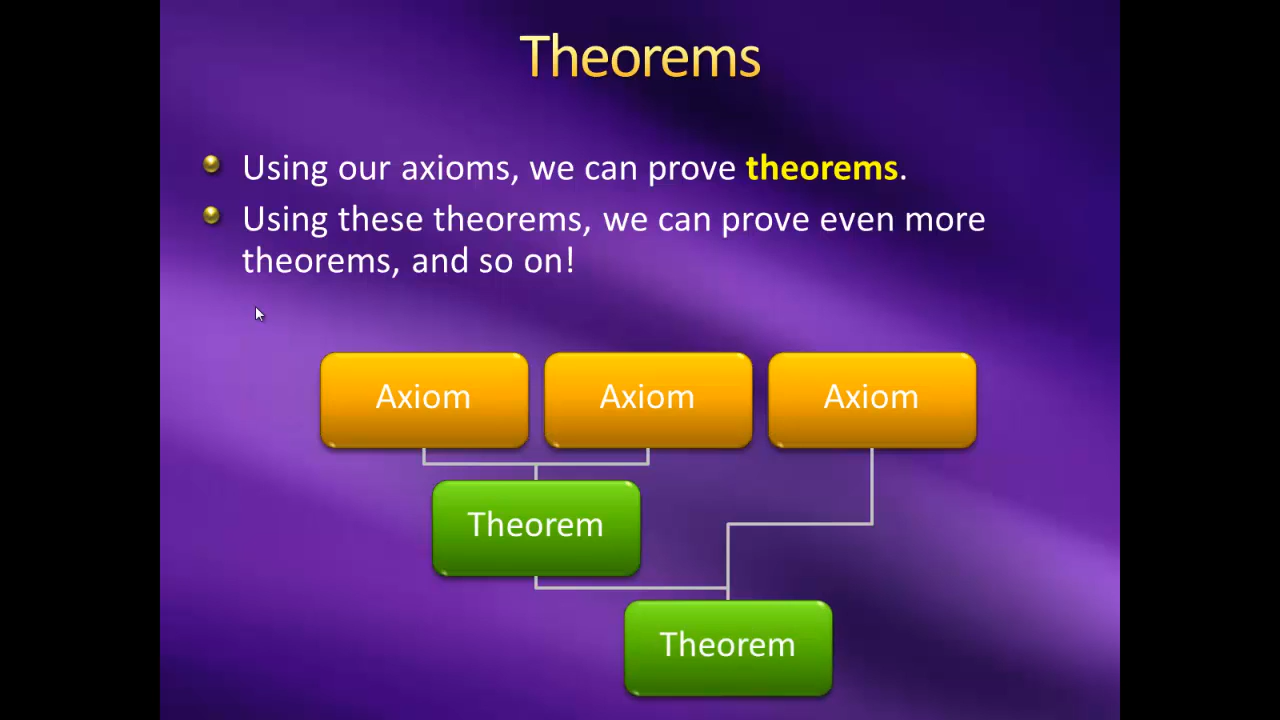 Theorems
Using our axioms, we can prove theorems.
Using these theorems, we can prove even more
theorems, and so on!
Axiom Axiom Axiom
Theorem
Theorem